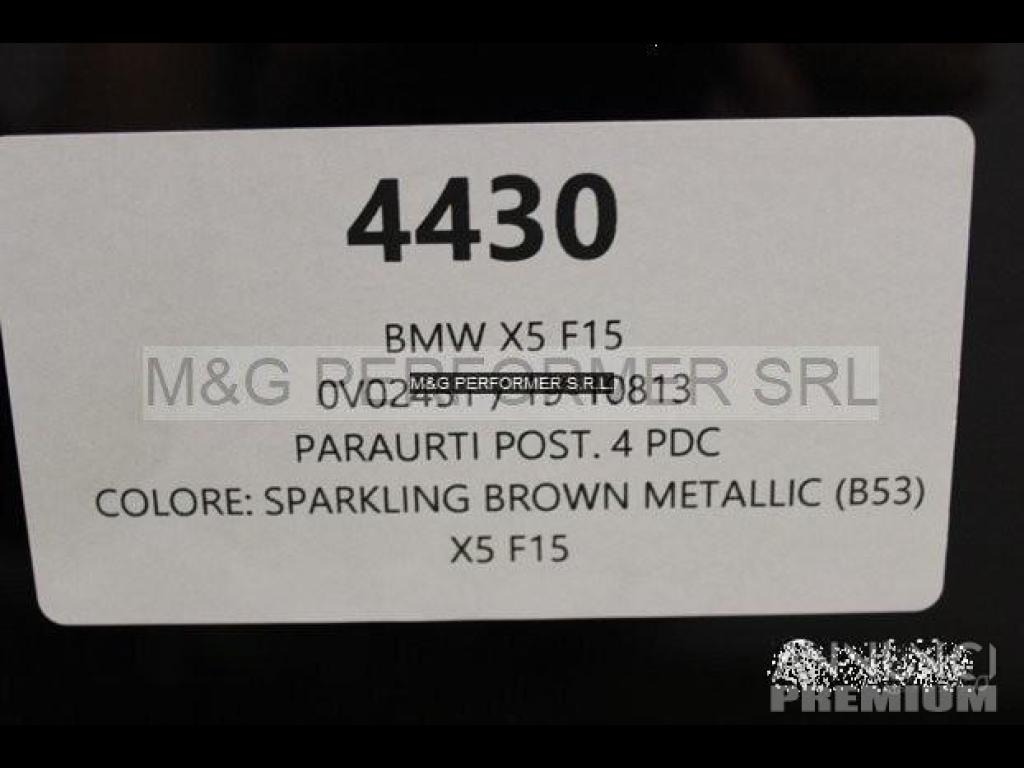 4430
BMW X5 F15
M&G PERFORMER SRL
M&G PERFORMER S.R.L.
PARAURTI POST. 4 PDC
COLORE: SPARKLING BROWN METALLIC (B53)
X5 F15
PREMIUM